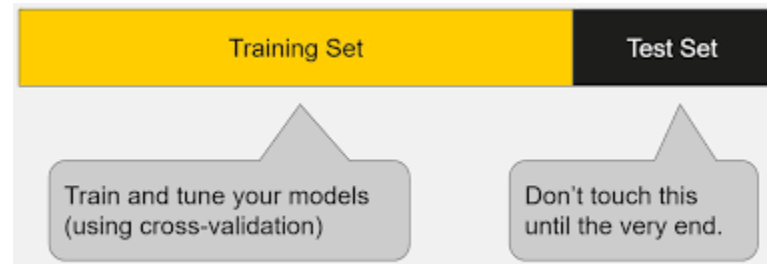 Training Set
Test Set
Train and tune your models
(using cross-validation)
Don't touch this
until the very end.